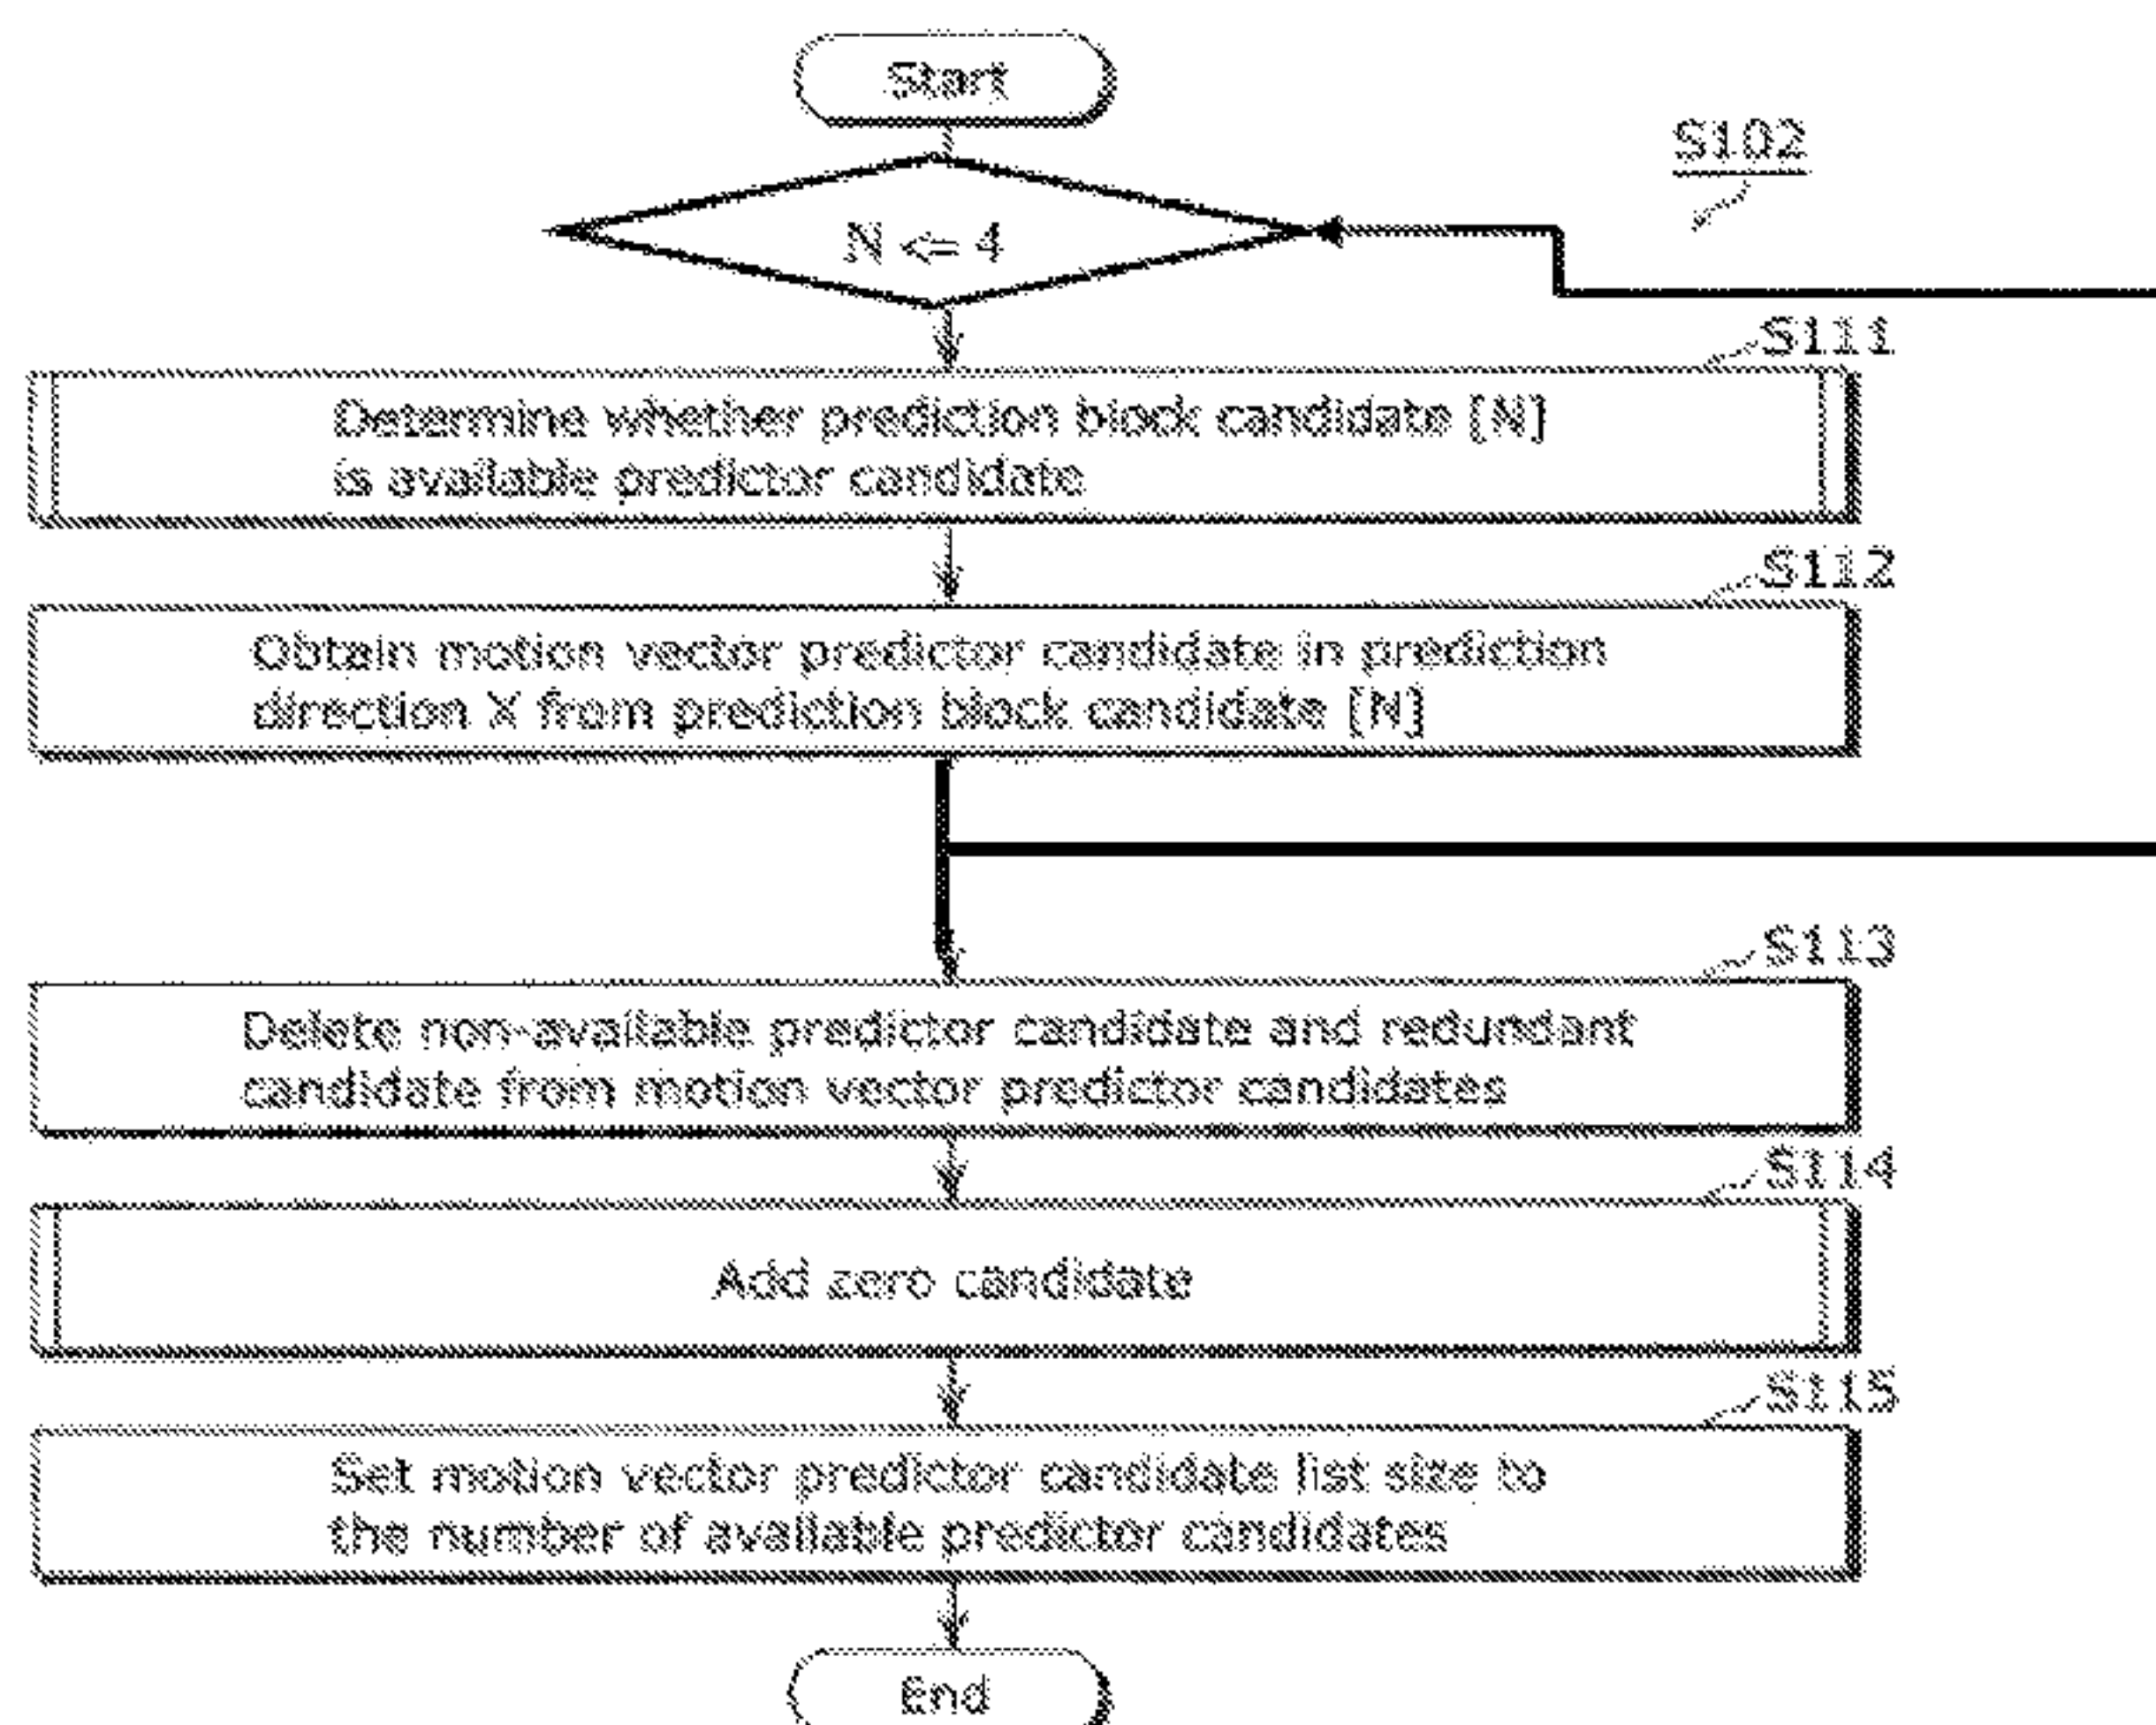 Start
S102
N <= 4
S111
Determine whether prediction block candidate [N]
is available predictor candidate
S112
Obtain motion vector predictor candidate in prediction
direction X from prediction block candidate [N]
S113
Delete non-available predictor candidate and redundant
candidate from motion vector predictor candidates
S114
Add zero candidate
S115
Set motion vector predictor candidate list size to
the number of available predictor candidates
End